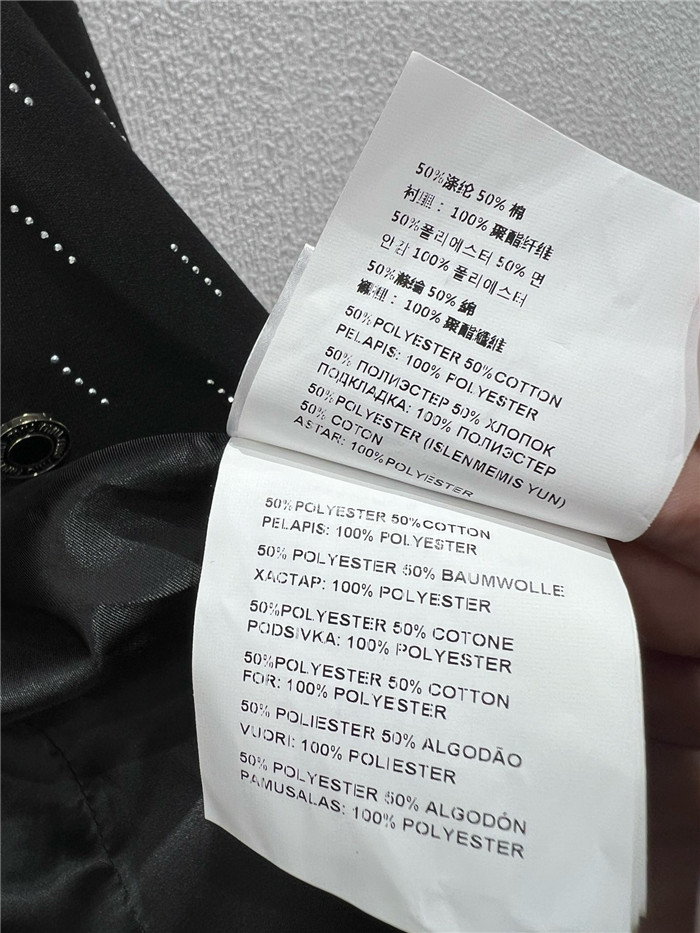 50%涤纶 50% 棉
衬里： 100% 聚酯纤维
50%폴리에스터 50% 면
안감 100% 폴리에스터
50%滌綸 50% 綿
裏裡： 100% 聚酯纖維
50%POLYESTER 50%COTTON
PELAPIS: 100% POLYESTER
50% ПОЛИЭСТЕР 50% ХЛОПОК
ПОДКЛАДКА: 100% ПОЛИЭСТЕР
50%POLYESTER (ISLENMEMIS YUN)
50% COTON
ASTAR: 100%POLYESTER
50%POLYESTER 50%COTTON
PELAPIS: 100% POLYESTER
50% POLYESTER 50% BAUMWOLLE
ХАСТАР: 100% POLYESTER
50%POLYESTER 50% COTONE
PODSIVKA: 100% POLYESTER
50%POLYESTER 50% COTTON
FOR: 100% POLYESTER
50% POLIESTER 50% ALGODÃO
VUORI: 100% POLIESTER
50% POLYESTER 50% ALGODÓN
PAMUSALAS: 100% POLYESTER